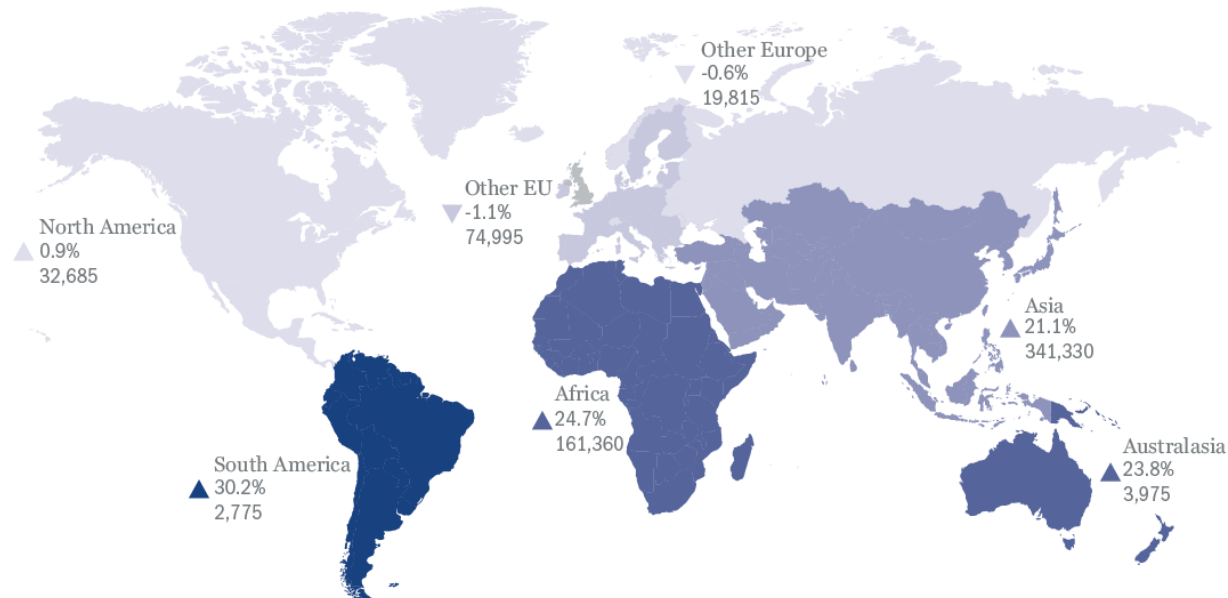 Other Europe
-0.6%
19,815
Other EU
-1.1%
74,995
North America
0.9%
32,685
Asia
21.1%
341,330
Africa
24.7%
161,360
Australasia
23.8%
3,975
South America
30.2%
2,775